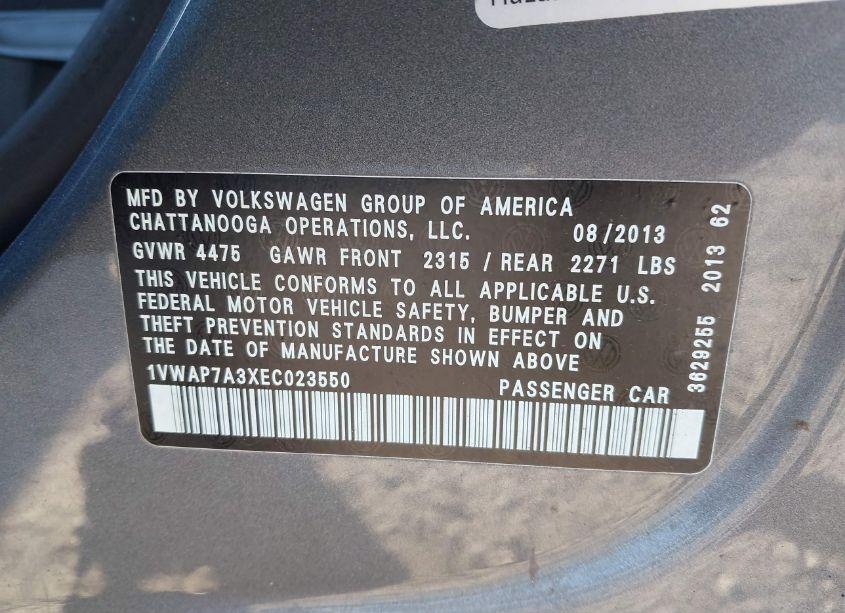 MFD BY VOLKSWAGEN GROUP OF AMERICA
CHATTANOOGA OPERATIONS, LLC. 08/2013
GVWR 4475 GAWR FRONT 2315 / REAR 2271 LBS
THIS VEHICLE CONFORMS TO ALL APPLICABLE U.S.
FEDERAL MOTOR VEHICLE SAFETY, BUMPER AND
THEFT PREVENTION STANDARDS IN EFFECT ON
THE DATE OF MANUFACTURE SHOWN ABOVE
1VWAP7A3XEC023550 PASSENGER CAR
3629255 2013 62